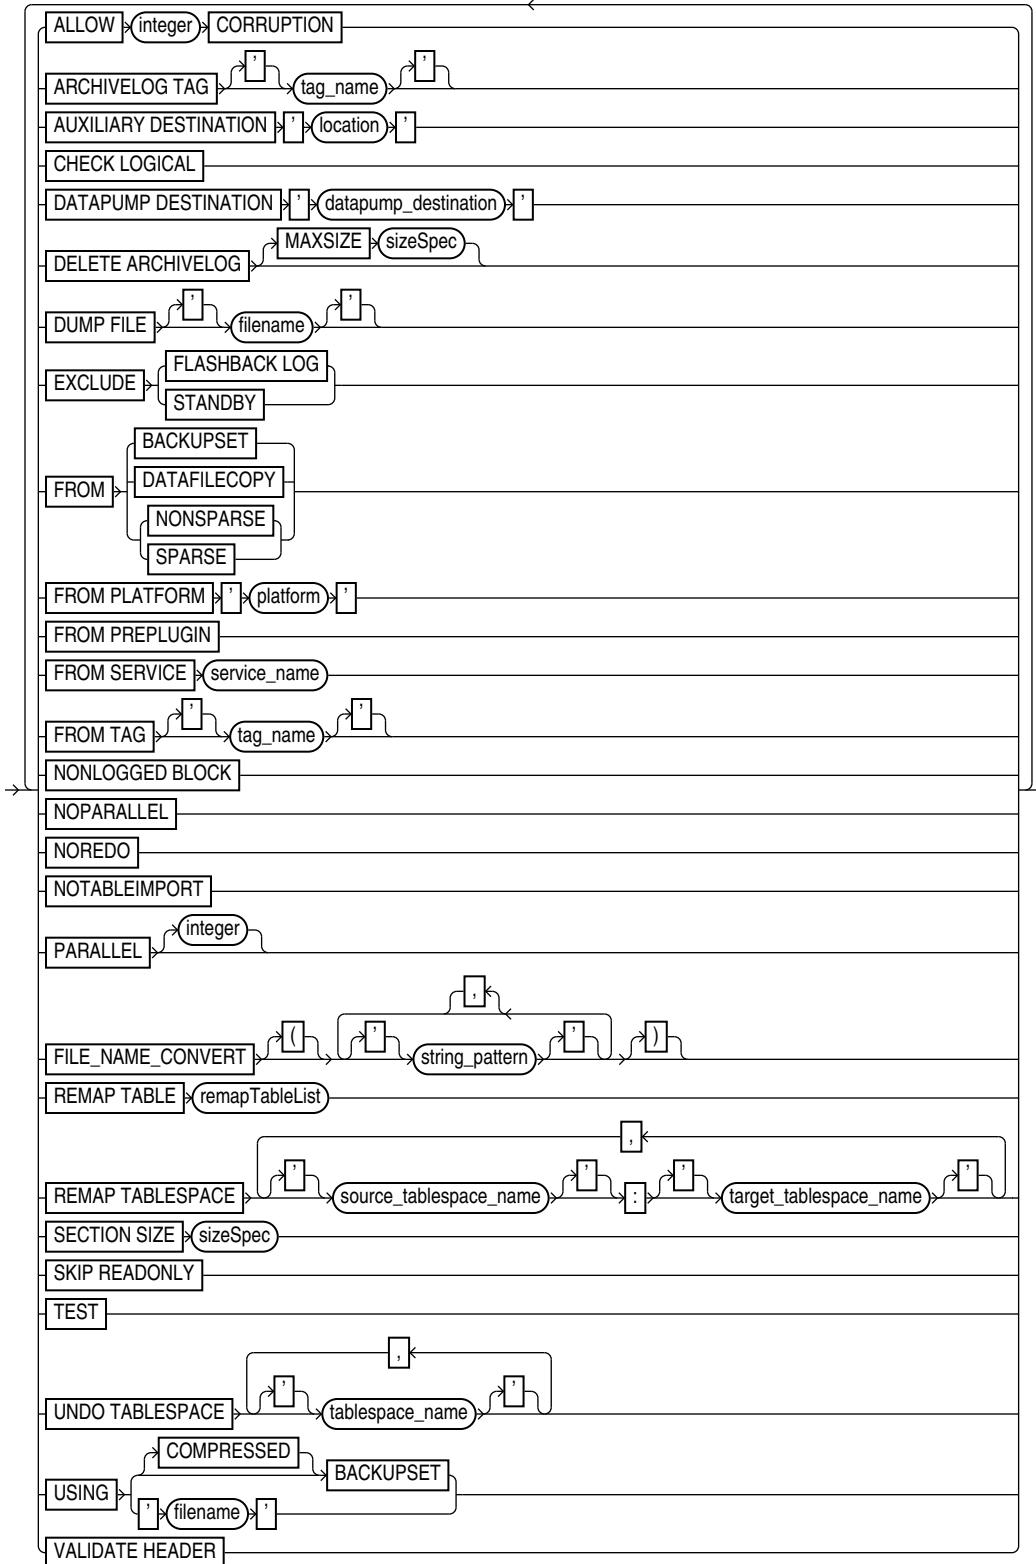 ALLOW integer CORRUPTION
' '
ARCHIVELOG TAG tag_name
AUXILIARY DESTINATION ' location '
CHECK LOGICAL
DATAPUMP DESTINATION ' datapump_destination '
MAXSIZE sizeSpec
DELETE ARCHIVELOG
' '
DUMP FILE filename
FLASHBACK LOG
EXCLUDE
STANDBY
BACKUPSET
DATAFILECOPY
FROM
NONSPARSE
SPARSE
FROM PLATFORM ' platform '
FROM PREPLUGIN
FROM SERVICE service_name
' '
FROM TAG tag_name
NONLOGGED BLOCK
NOPARALLEL
NOREDO
NOTABLEIMPORT
integer
PARALLEL
,
( ' ' )
FILE_NAME_CONVERT string_pattern
REMAP TABLE remapTableList
,
' ' ' '
REMAP TABLESPACE source_tablespace_name : target_tablespace_name
SECTION SIZE sizeSpec
SKIP READONLY
TEST
,
' '
UNDO TABLESPACE tablespace_name
COMPRESSED
BACKUPSET
USING
' filename '
VALIDATE HEADER